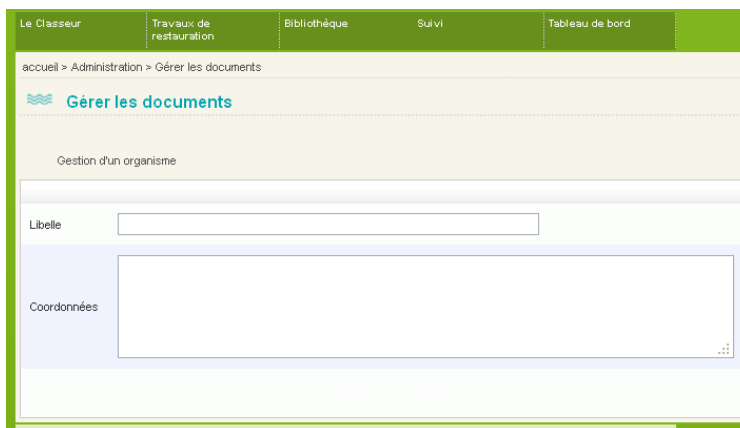 Le Classeur
Travaux de
restauration
Bibliothèque
Suivi
Tableau de bord
accueil > Administration > Gérer les documents
Gérer les documents
Gestion d'un organisme
Libelle
Coordonnées